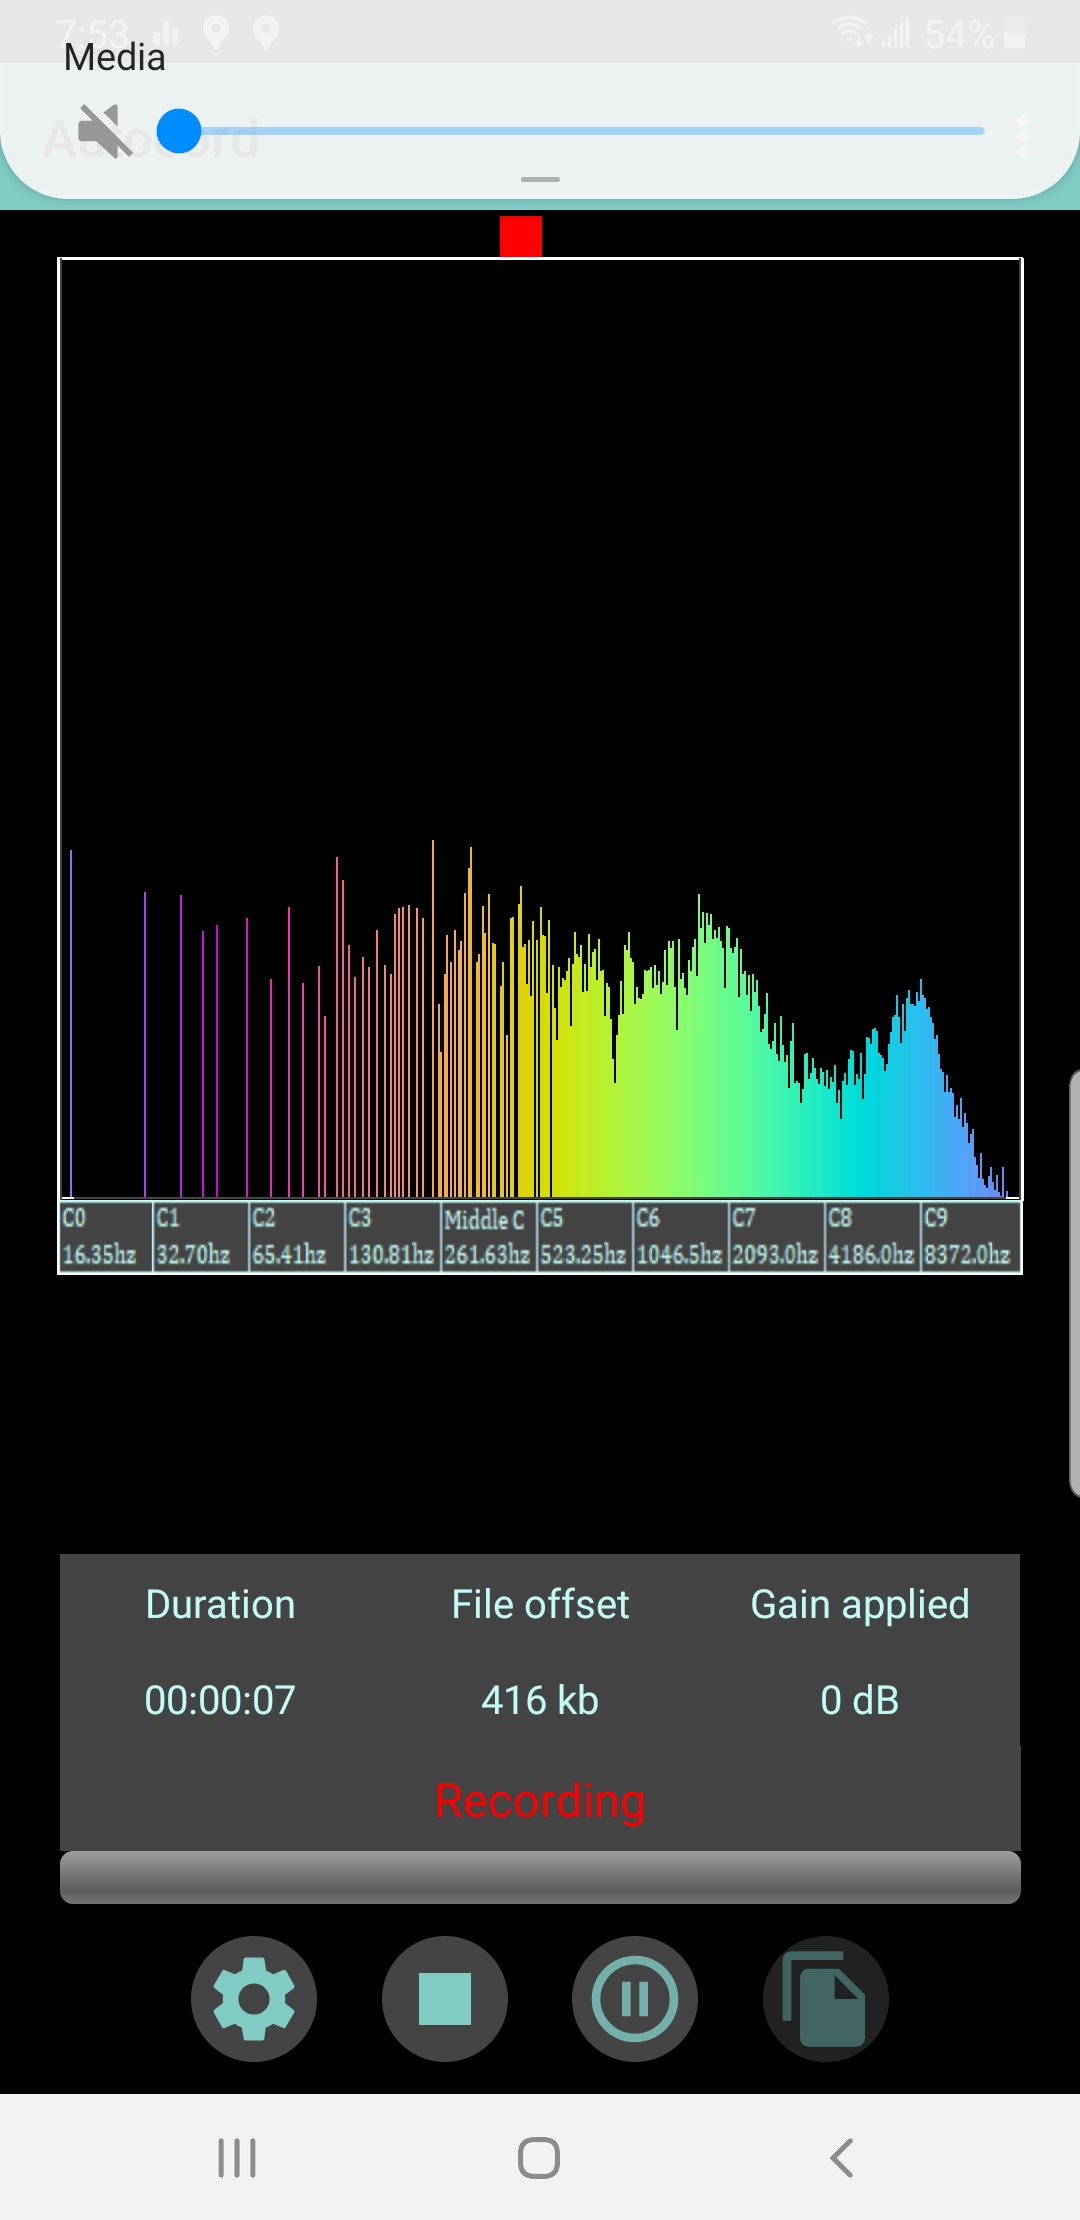 7:53 54%
Media
Autocord
C0 C1 C2 C3 Middle C C5 C6 C7 C8 C9
16.35hz 32.70hz 65.41hz 130.81hz 261.63hz 523.25hz 1046.5hz 2093.0hz 4186.0hz 8372.0hz
Duration File offset Gain applied
00:00:07 416 kb 0 dB
Recording